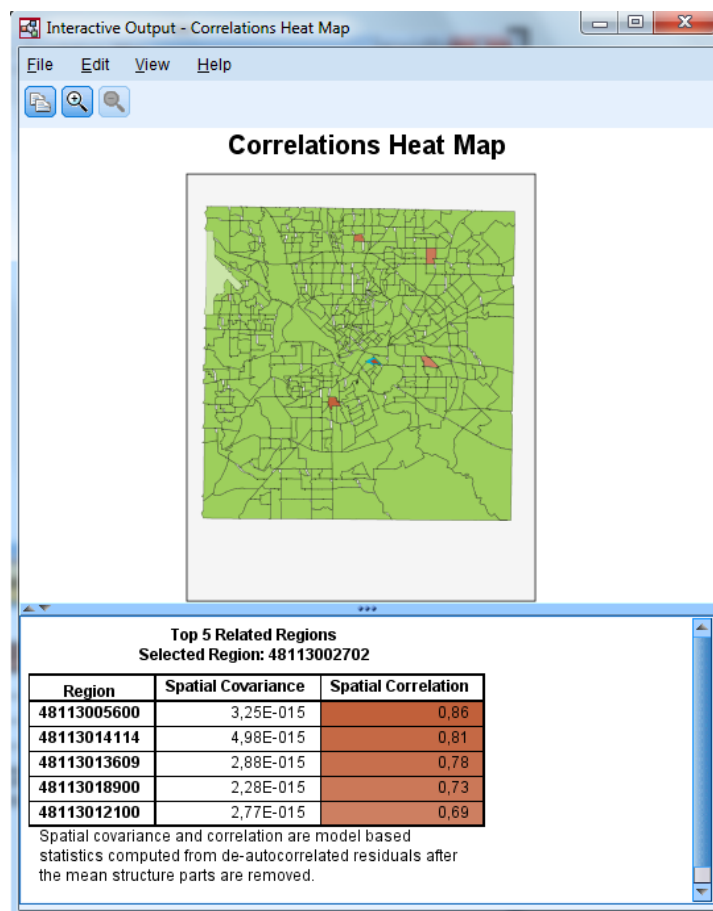 Interactive Output - Correlations Heat Map
File Edit View Help
Correlations Heat Map
Top 5 Related Regions
Selected Region: 48113002702
Region Spatial Covariance Spatial Correlation
48113005600 3,25E-015 0,86
48113014114 4,98E-015 0,81
48113013609 2,88E-015 0,78
48113018900 2,28E-015 0,73
48113012100 2,77E-015 0,69
Spatial covariance and correlation are model based
statistics computed from de-autocorrelated residuals after
the mean structure parts are removed.